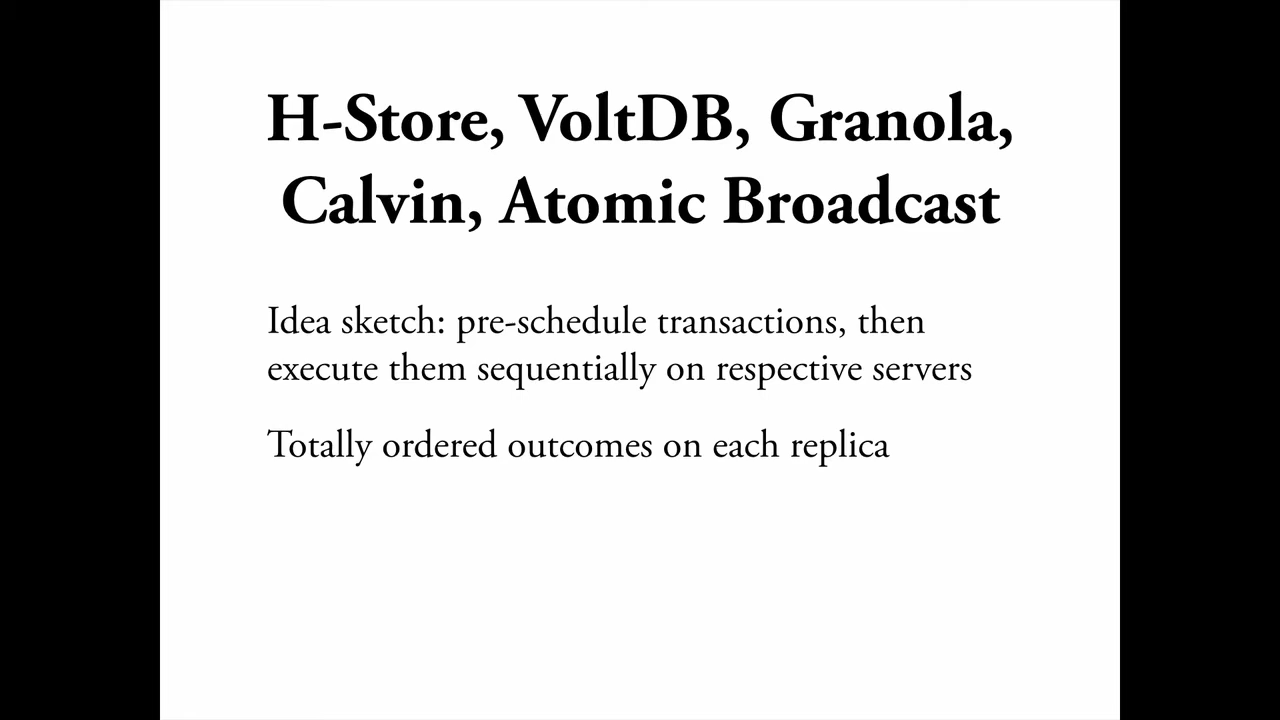 H-Store, VoltDB, Granola,
Calvin, Atomic Broadcast
Idea sketch: pre-schedule transactions, then
execute them sequentially on respective servers
Totally ordered outcomes on each replica